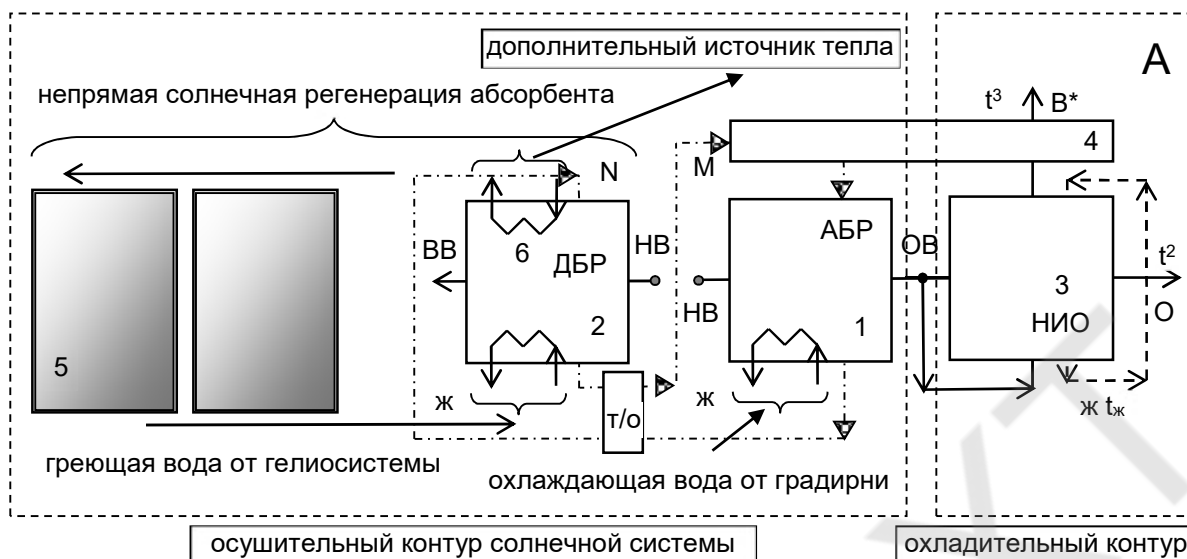 дополнительный источник тепла
А
непрямая солнечная регенерация абсорбента
t³
В*
4
N
М
АБР
6
ВВ
ДБР
НВ
ОВ
t²
3
НВ
О
2
1
НИО
5
ж
т/о
ж
ж tж
греющая вода от гелиосистемы
охлаждающая вода от градирни
осушительный контур солнечной системы
охладительный контур